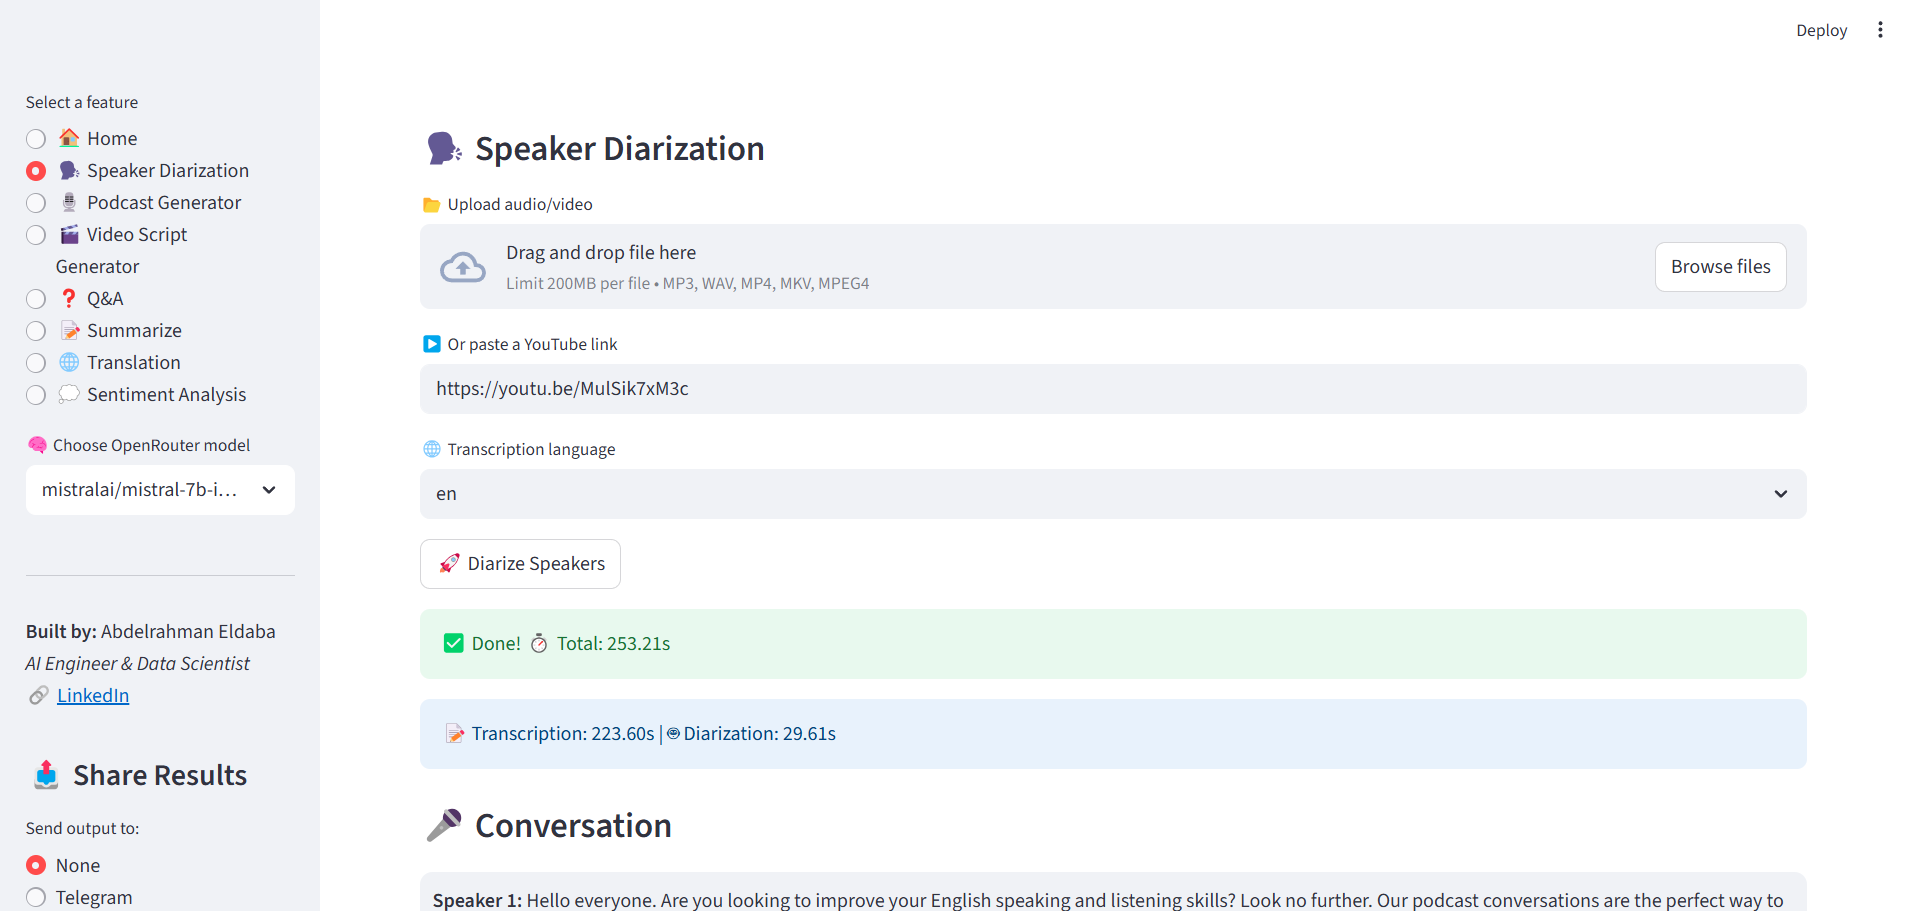 Deploy
Select a feature
Home
Speaker Diarization
Podcast Generator
Video Script
Generator
Q&A
Summarize
Translation
Sentiment Analysis
Choose OpenRouter model
mistralai/mistral-7b-i...
Built by: Abdelrahman Eldaba
AI Engineer & Data Scientist
LinkedIn
Share Results
Send output to:
None
Telegram
Speaker Diarization
Upload audio/video
Drag and drop file here
Limit 200MB per file • MP3, WAV, MP4, MKV, MPEG4
Browse files
Or paste a YouTube link
https://youtu.be/MulSik7xM3c
Transcription language
en
Diarize Speakers
Done! Total: 253.21s
Transcription: 223.60s | Diarization: 29.61s
Conversation
Speaker 1: Hello everyone. Are you looking to improve your English speaking and listening skills? Look no further. Our podcast conversations are the perfect way to